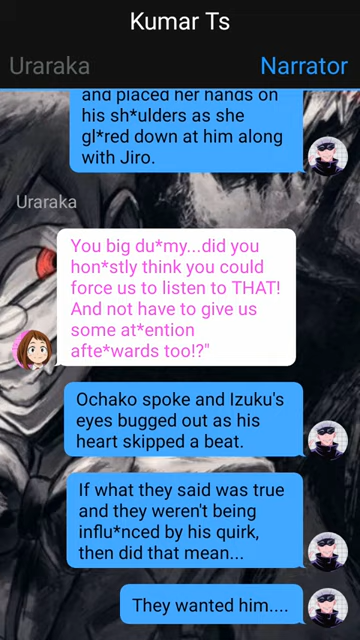 Kumar Ts
Uraraka
Narrator
and placed her hands on
his sh*ulders as she
gl*red down at him along
with Jiro.
Uraraka
You big du*my...did you
hon*stly think you could
force us to listen to THAT!
And not have to give us
some at*ention
afte*wards too!?"
Ochako spoke and Izuku's
eyes bugged out as his
heart skipped a beat.
If what they said was true
and they weren't being
influ*nced by his quirk,
then did that mean...
They wanted him....